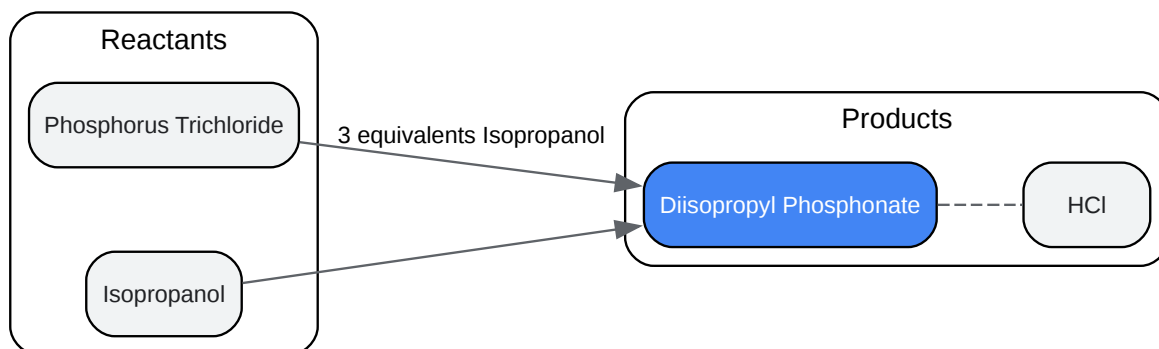 Reactants
Phosphorus Trichloride
3 equivalents Isopropanol
Isopropanol
Products
Diisopropyl Phosphonate
HCl